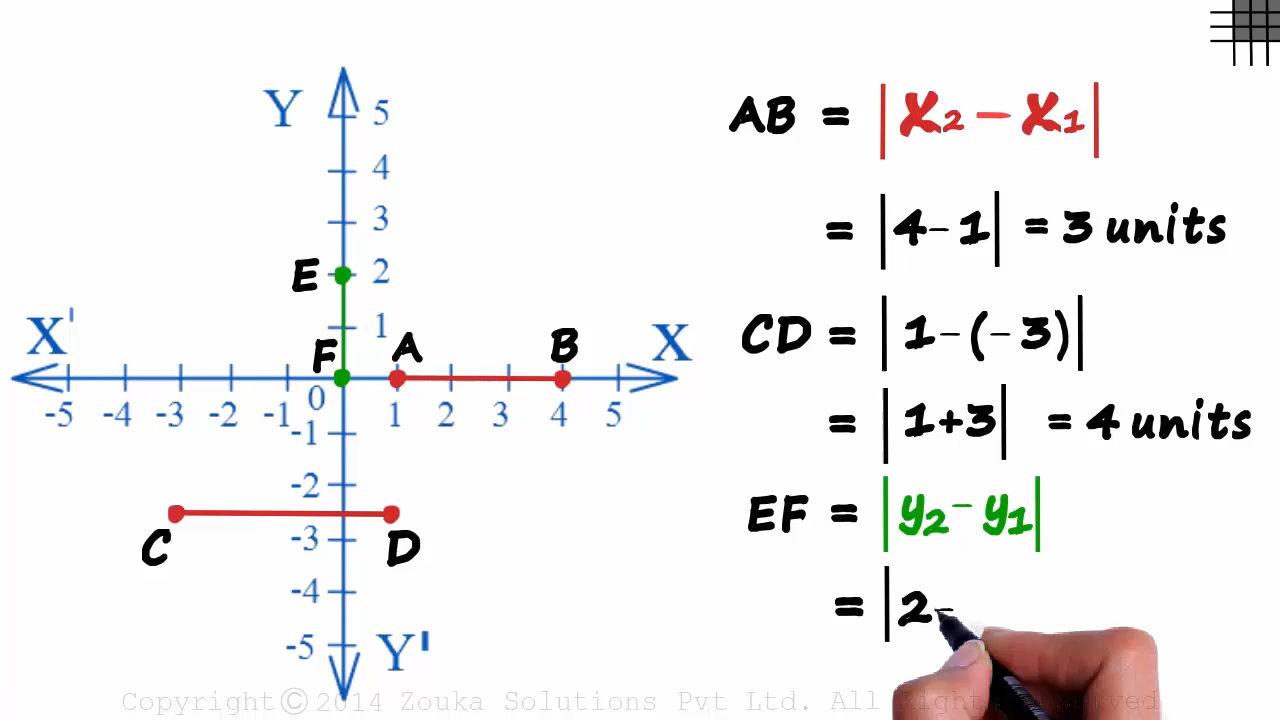 Y 5
4
3
E 2
X' 1 X
F A B
-5 -4 -3 -2 -1 0 1 2 3 4 5
-1
-2
C -3 D
-4
-5 Y'
AB = |x₂ - x₁|
= |4 - 1| = 3 units
CD = |1 - (-3)|
= |1+3| = 4 units
EF = |y₂ - y₁|
= |2-
Copyright© 2014 Zouka Solutions Pvt Ltd. All Rights Reserved